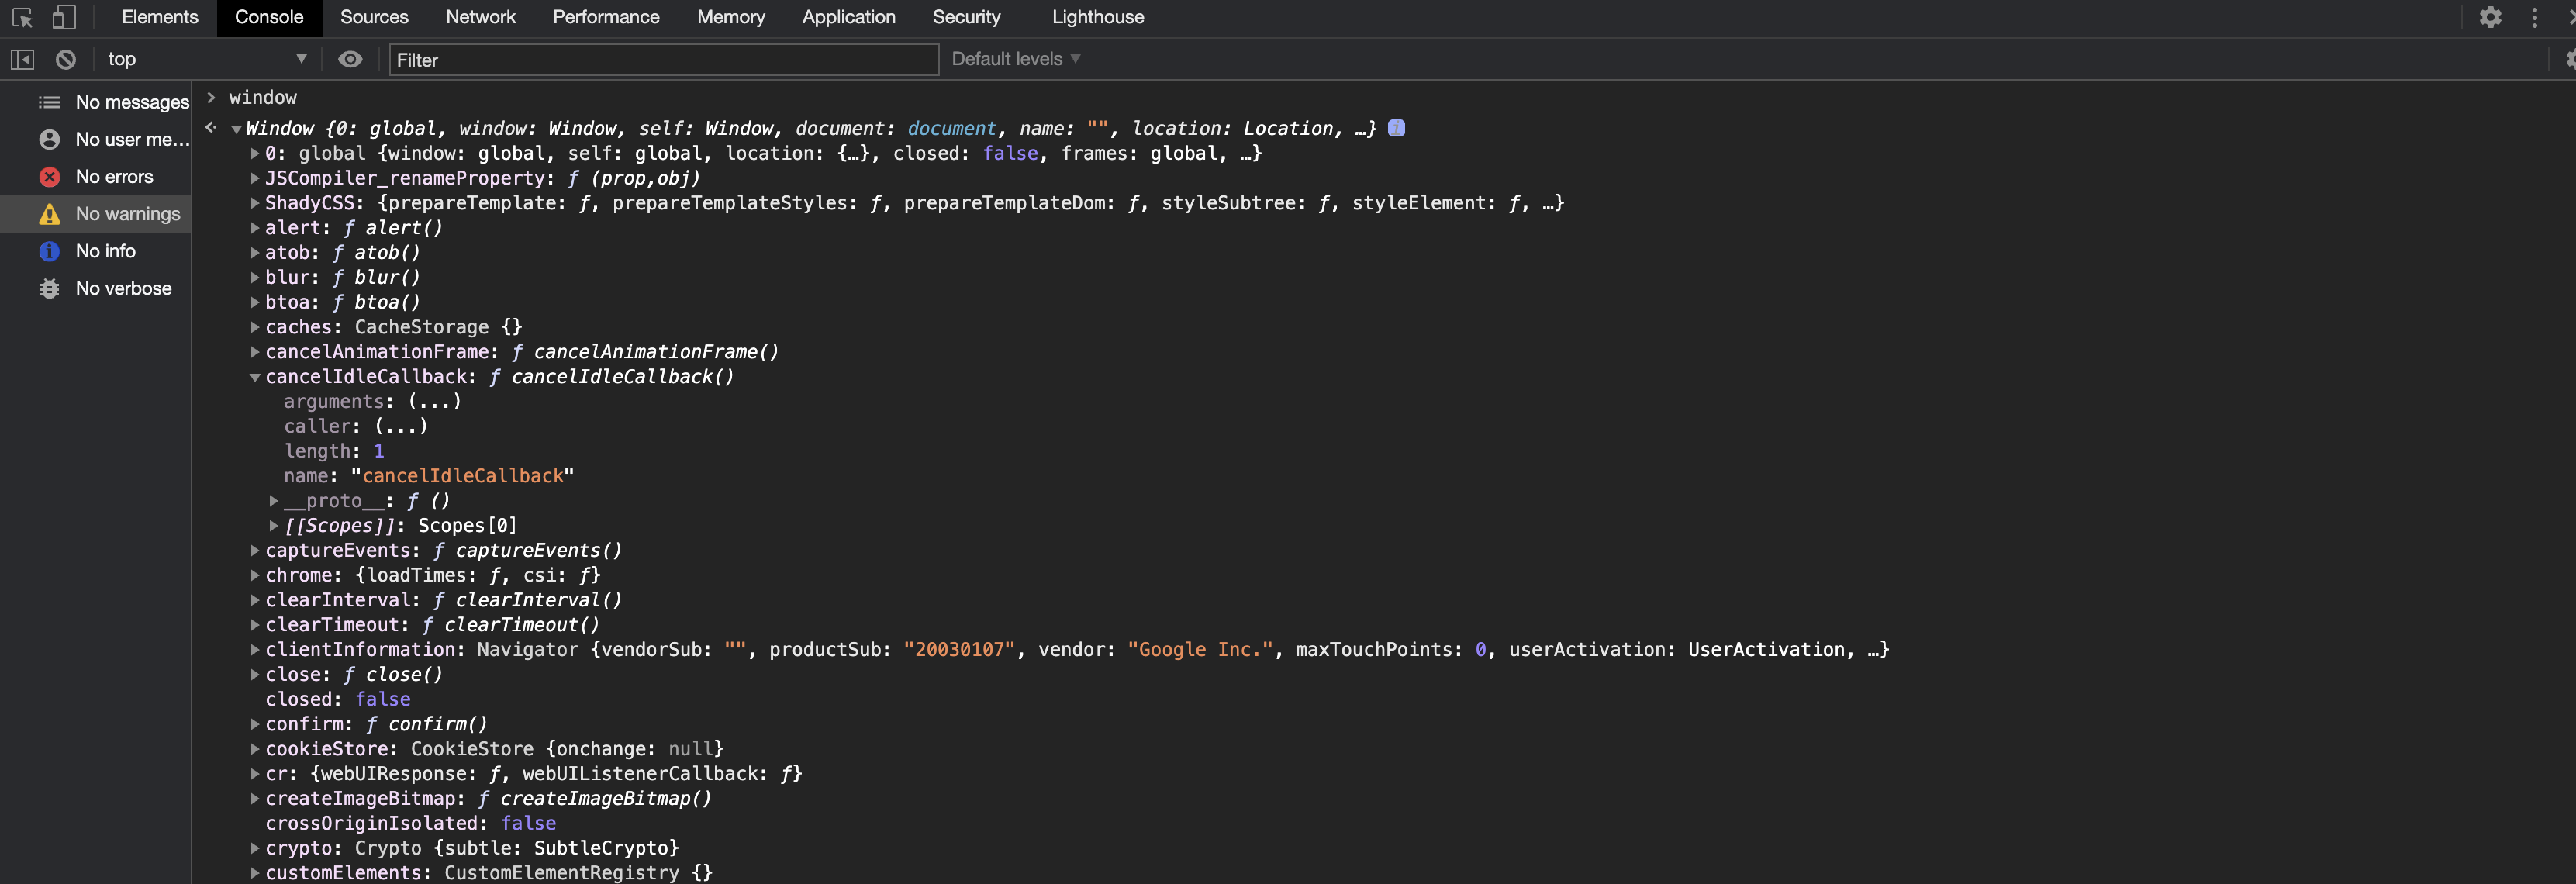 Elements Console Sources Network Performance Memory Application Security Lighthouse
top Filter Default levels
No messages
No user me...
No errors
No warnings
No info
No verbose
> window
Window {0: global, window: Window, self: Window, document: document, name: "", location: Location, …}
0: global {window: global, self: global, location: {…}, closed: false, frames: global, …}
JSCompiler_renameProperty: ƒ (prop,obj)
ShadyCSS: {prepareTemplate: ƒ, prepareTemplateStyles: ƒ, prepareTemplateDom: ƒ, styleSubtree: ƒ, styleElement: ƒ, …}
alert: ƒ alert()
atob: ƒ atob()
blur: ƒ blur()
btoa: ƒ btoa()
caches: CacheStorage {}
cancelAnimationFrame: ƒ cancelAnimationFrame()
cancelIdleCallback: ƒ cancelIdleCallback()
arguments: (...)
caller: (...)
length: 1
name: "cancelIdleCallback"
__proto__: ƒ ()
[[Scopes]]: Scopes[0]
captureEvents: ƒ captureEvents()
chrome: {loadTimes: ƒ, csi: ƒ}
clearInterval: ƒ clearInterval()
clearTimeout: ƒ clearTimeout()
clientInformation: Navigator {vendorSub: "", productSub: "20030107", vendor: "Google Inc.", maxTouchPoints: 0, userActivation: UserActivation, …}
close: ƒ close()
closed: false
confirm: ƒ confirm()
cookieStore: CookieStore {onchange: null}
cr: {webUIResponse: ƒ, webUIListenerCallback: ƒ}
createImageBitmap: ƒ createImageBitmap()
crossOriginIsolated: false
crypto: Crypto {subtle: SubtleCrypto}
customElements: CustomElementRegistry {}